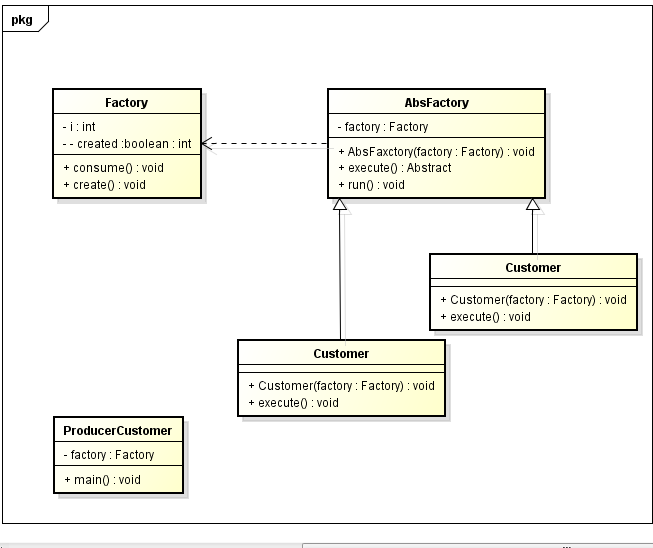 pkg
Factory
- i : int
- - created :boolean : int
+ consume() : void
+ create() : void
AbsFactory
- factory : Factory
+ AbsFaxctory(factory : Factory) : void
+ execute() : Abstract
+ run() : void
Customer
+ Customer(factory : Factory) : void
+ execute() : void
Customer
+ Customer(factory : Factory) : void
+ execute() : void
ProducerCustomer
- factory : Factory
+ main() : void